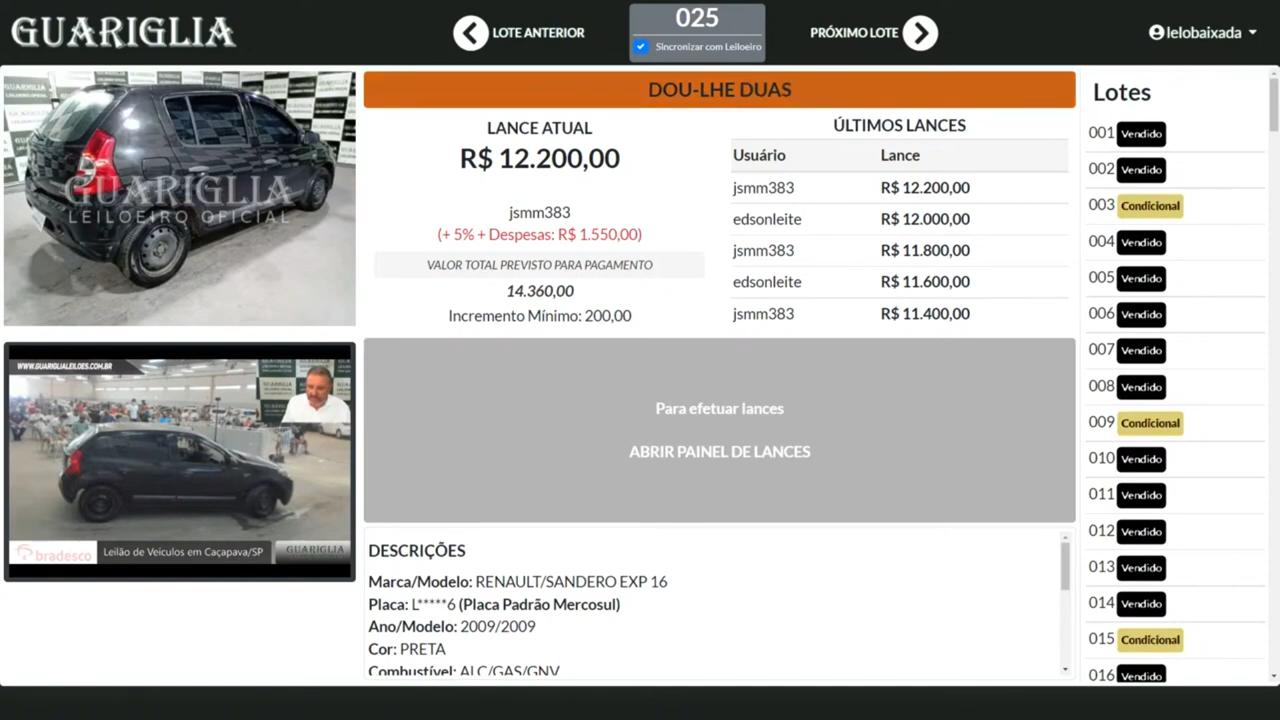 GUARIGLIA
LOTE ANTERIOR
025
Sincronizar com Leiloeiro
PRÓXIMO LOTE
lelobaixada
GUARIGLIA
LEILOEIRO OFICIAL
DOU-LHE DUAS
LANCE ATUAL
R$ 12.200,00
jsmm383
(+ 5% + Despesas: R$ 1.550,00)
VALOR TOTAL PREVISTO PARA PAGAMENTO
14.360,00
Incremento Mínimo: 200,00
ÚLTIMOS LANCES
Usuário Lance
jsmm383 R$ 12.200,00
edsonleite R$ 12.000,00
jsmm383 R$ 11.800,00
edsonleite R$ 11.600,00
jsmm383 R$ 11.400,00
Lotes
001 Vendido
002 Vendido
003 Condicional
004 Vendido
005 Vendido
006 Vendido
007 Vendido
008 Vendido
009 Condicional
010 Vendido
011 Vendido
012 Vendido
013 Vendido
014 Vendido
015 Condicional
016 Vendido
WWW.GUARIGLIALEILOES.COM.BR
bradesco
Leilão de Veículos em Caçapava/SP
GUARIGLIA
Para efetuar lances
ABRIR PAINEL DE LANCES
DESCRIÇÕES
Marca/Modelo: RENAULT/SANDERO EXP 16
Placa: L*****6 (Placa Padrão Mercosul)
Ano/Modelo: 2009/2009
Cor: PRETA
Combustível: ALC/GAS/GNV